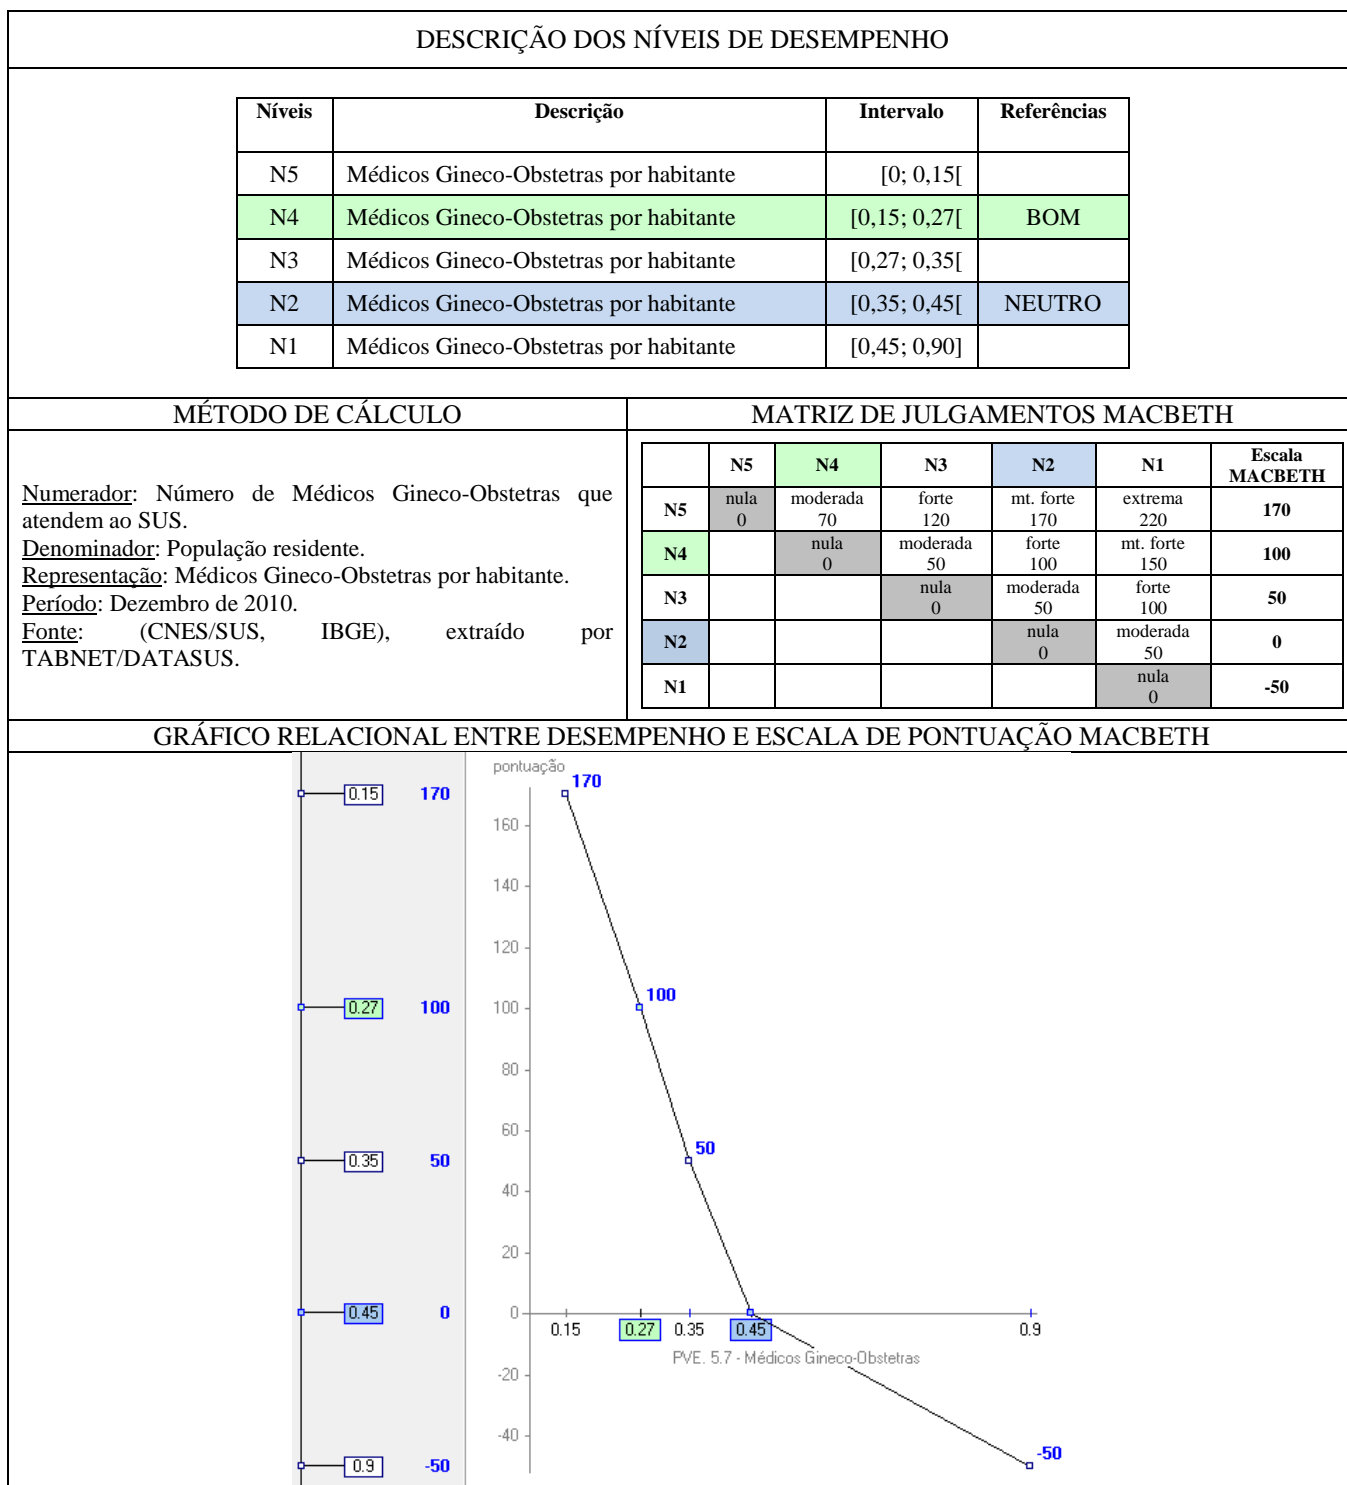 DESCRIÇÃO DOS NÍVEIS DE DESEMPENHO
Níveis Descrição Intervalo Referências
N5 Médicos Gineco-Obstetras por habitante [0; 0,15[
N4 Médicos Gineco-Obstetras por habitante [0,15; 0,27[ BOM
N3 Médicos Gineco-Obstetras por habitante [0,27; 0,35[
N2 Médicos Gineco-Obstetras por habitante [0,35; 0,45[ NEUTRO
N1 Médicos Gineco-Obstetras por habitante [0,45; 0,90]
MÉTODO DE CÁLCULO
Numerador: Número de Médicos Gineco-Obstetras que
atendem ao SUS.
Denominador: População residente.
Representação: Médicos Gineco-Obstetras por habitante.
Período: Dezembro de 2010.
Fonte: (CNES/SUS, IBGE), extraído por
TABNET/DATASUS.
MATRIZ DE JULGAMENTOS MACBETH
N5 N4 N3 N2 N1 Escala
MACBETH
N5 nula moderada forte mt. forte extrema 170
0 70 120 170 220
N4 nula moderada forte mt. forte 100
0 50 100 150
N3 nula moderada forte 50
0 50 100
N2 nula moderada 0
0 50
N1 nula -50
0
GRÁFICO RELACIONAL ENTRE DESEMPENHO E ESCALA DE PONTUAÇÃO MACBETH
0.15 170
0.27 100
0.35 50
0.45 0
0.9 -50
pontuação
170
160
140
120
100
100
80
60
50
40
20
0
0.15 0.27 0.35 0.45 0.9
PVE. 5.7 - Médicos Gineco-Obstetras
-20
-40
-50